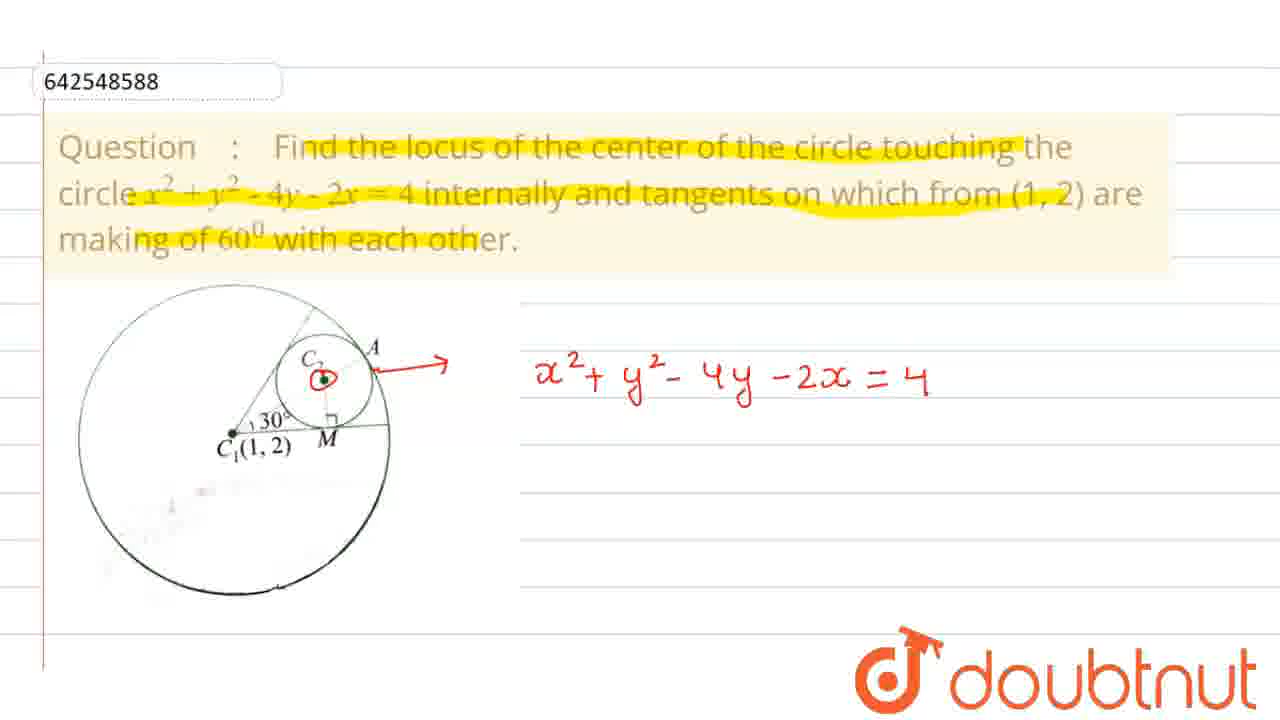 642548588
Question : Find the locus of the center of the circle touching the
circle x² + y² - 4y - 2x = 4 internally and tangents on which from (1, 2) are
making of 60⁰ with each other.
A
C₂
x² + y² - 4y - 2x = 4
30°
C₁(1, 2) M
doubtnut